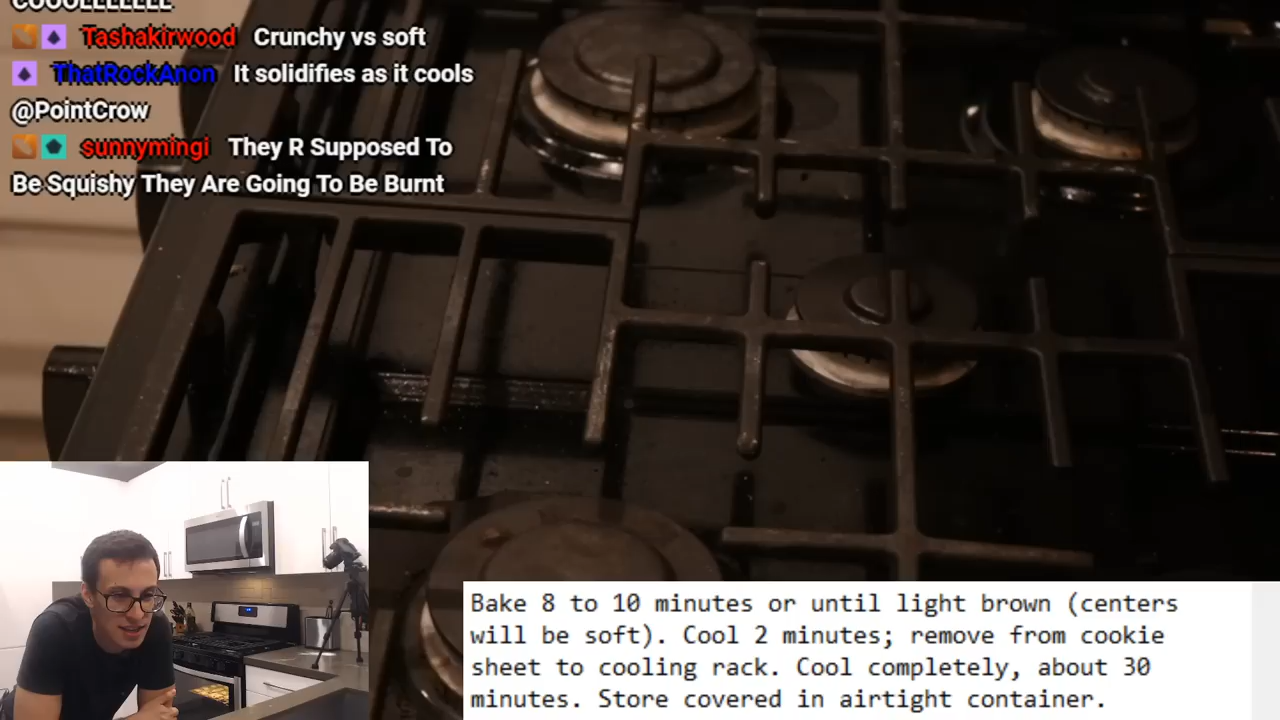 Tashakirwood Crunchy vs soft
ThatRockAnon It solidifies as it cools
@PointCrow
sunnymingi They R Supposed To
Be Squishy They Are Going To Be Burnt
Bake 8 to 10 minutes or until light brown (centers
will be soft). Cool 2 minutes; remove from cookie
sheet to cooling rack. Cool completely, about 30
minutes. Store covered in airtight container.